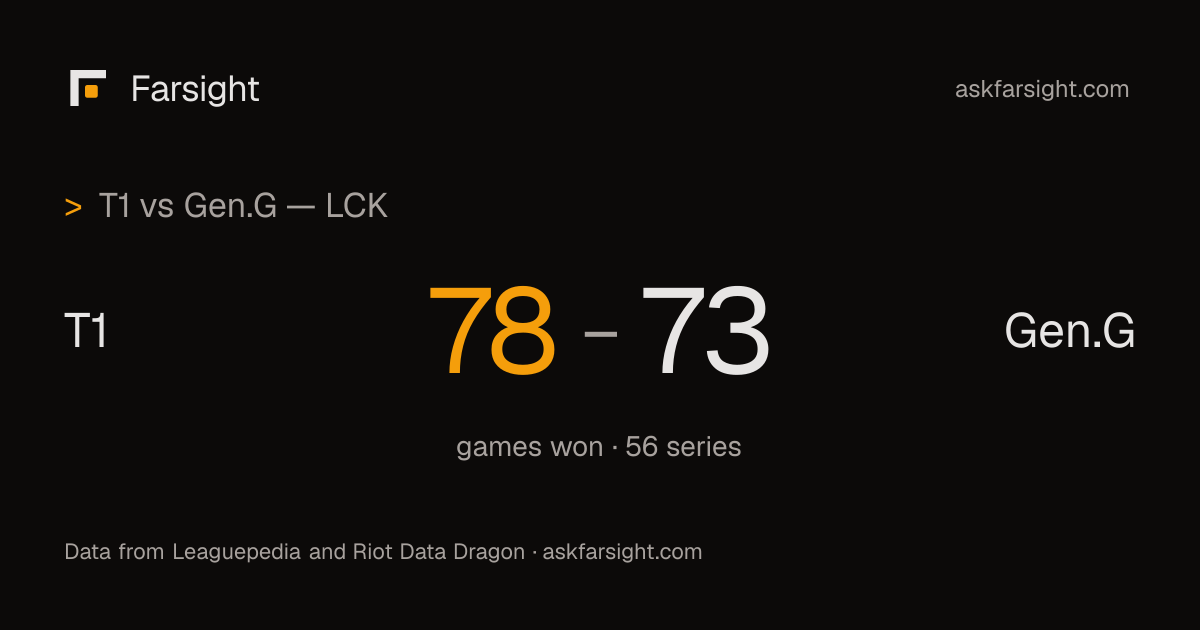 Farsight
askfarsight.com
> T1 vs Gen.G — LCK
T1
78 – 73
Gen.G
games won · 56 series
Data from Leaguepedia and Riot Data Dragon · askfarsight.com